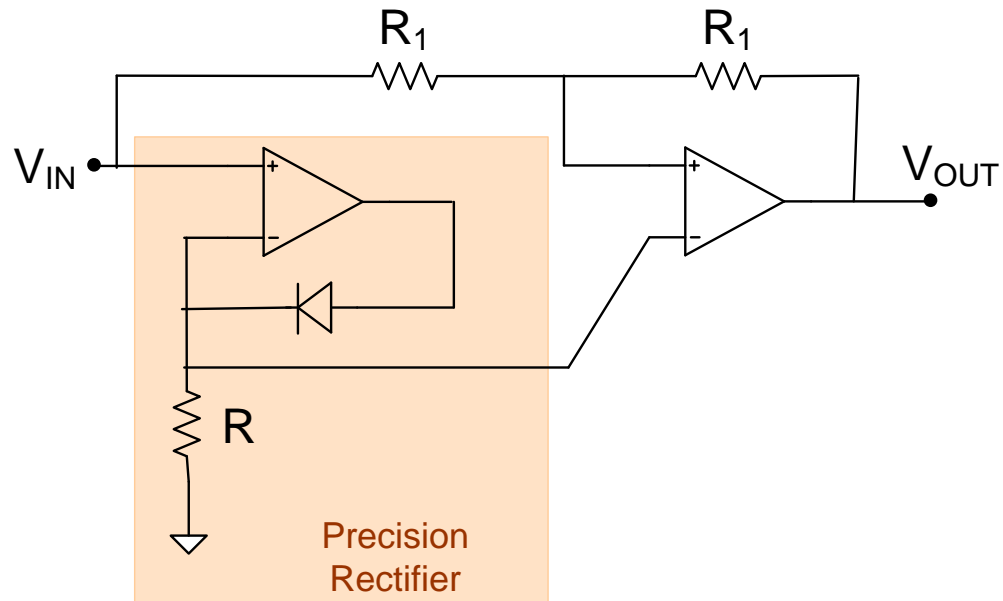 R1 R1
VIN
+
-
+
-
VOUT
R
Precision
Rectifier